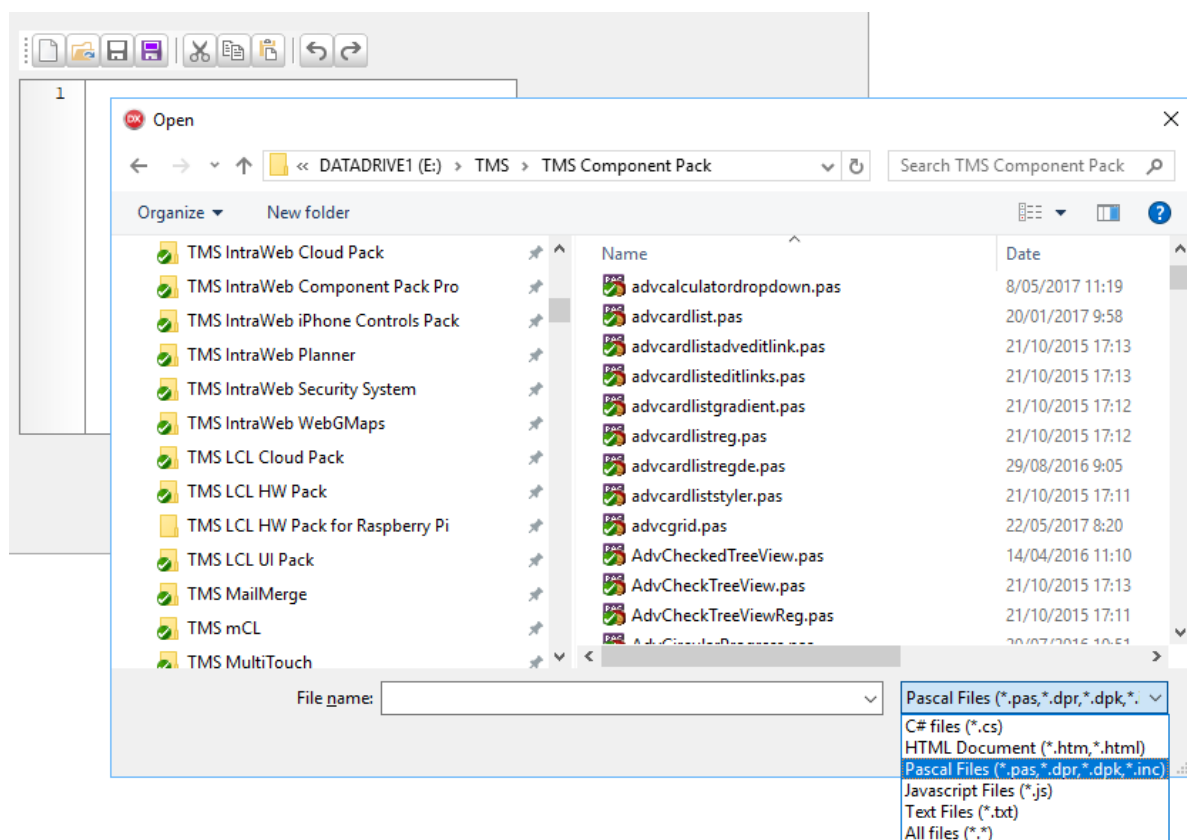 1
DX Open
« DATADRIVE1 (E:) > TMS > TMS Component Pack
Search TMS Component Pack
Organize
New folder
?
TMS IntraWeb Cloud Pack
TMS IntraWeb Component Pack Pro
TMS IntraWeb iPhone Controls Pack
TMS IntraWeb Planner
TMS IntraWeb Security System
TMS IntraWeb WebGMaps
TMS LCL Cloud Pack
TMS LCL HW Pack
TMS LCL HW Pack for Raspberry Pi
TMS LCL UI Pack
TMS MailMerge
TMS mCL
TMS MultiTouch
Name Date
advcalculatordropdown.pas 8/05/2017 11:19
advcardlist.pas 20/01/2017 9:58
advcardlistadveditlink.pas 21/10/2015 17:13
advcardlisteditlinks.pas 21/10/2015 17:13
advcardlistgradient.pas 21/10/2015 17:12
advcardlistreg.pas 21/10/2015 17:12
advcardlistregde.pas 29/08/2016 9:05
advcardliststyler.pas 21/10/2015 17:11
advcgrid.pas 22/05/2017 8:20
AdvCheckedTreeView.pas 14/04/2016 11:10
AdvCheckTreeView.pas 21/10/2015 17:13
AdvCheckTreeViewReg.pas 21/10/2015 17:11
File name:
Pascal Files (*.pas,*.dpr,*.dpk,*.
C# files (*.cs)
HTML Document (*.htm,*.html)
Pascal Files (*.pas,*.dpr,*.dpk,*.inc)
Javascript Files (*.js)
Text Files (*.txt)
All files (*.*)